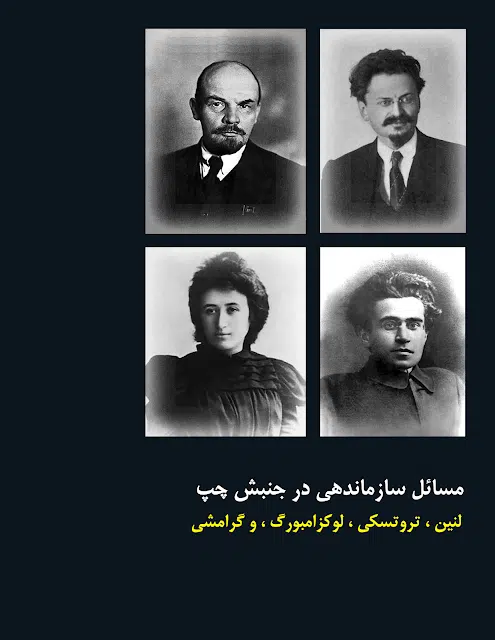 مسائل سازماندهی در جنبش چپ
لنین ، تروتسکی ، لوکزامبورگ ، و گرامشی